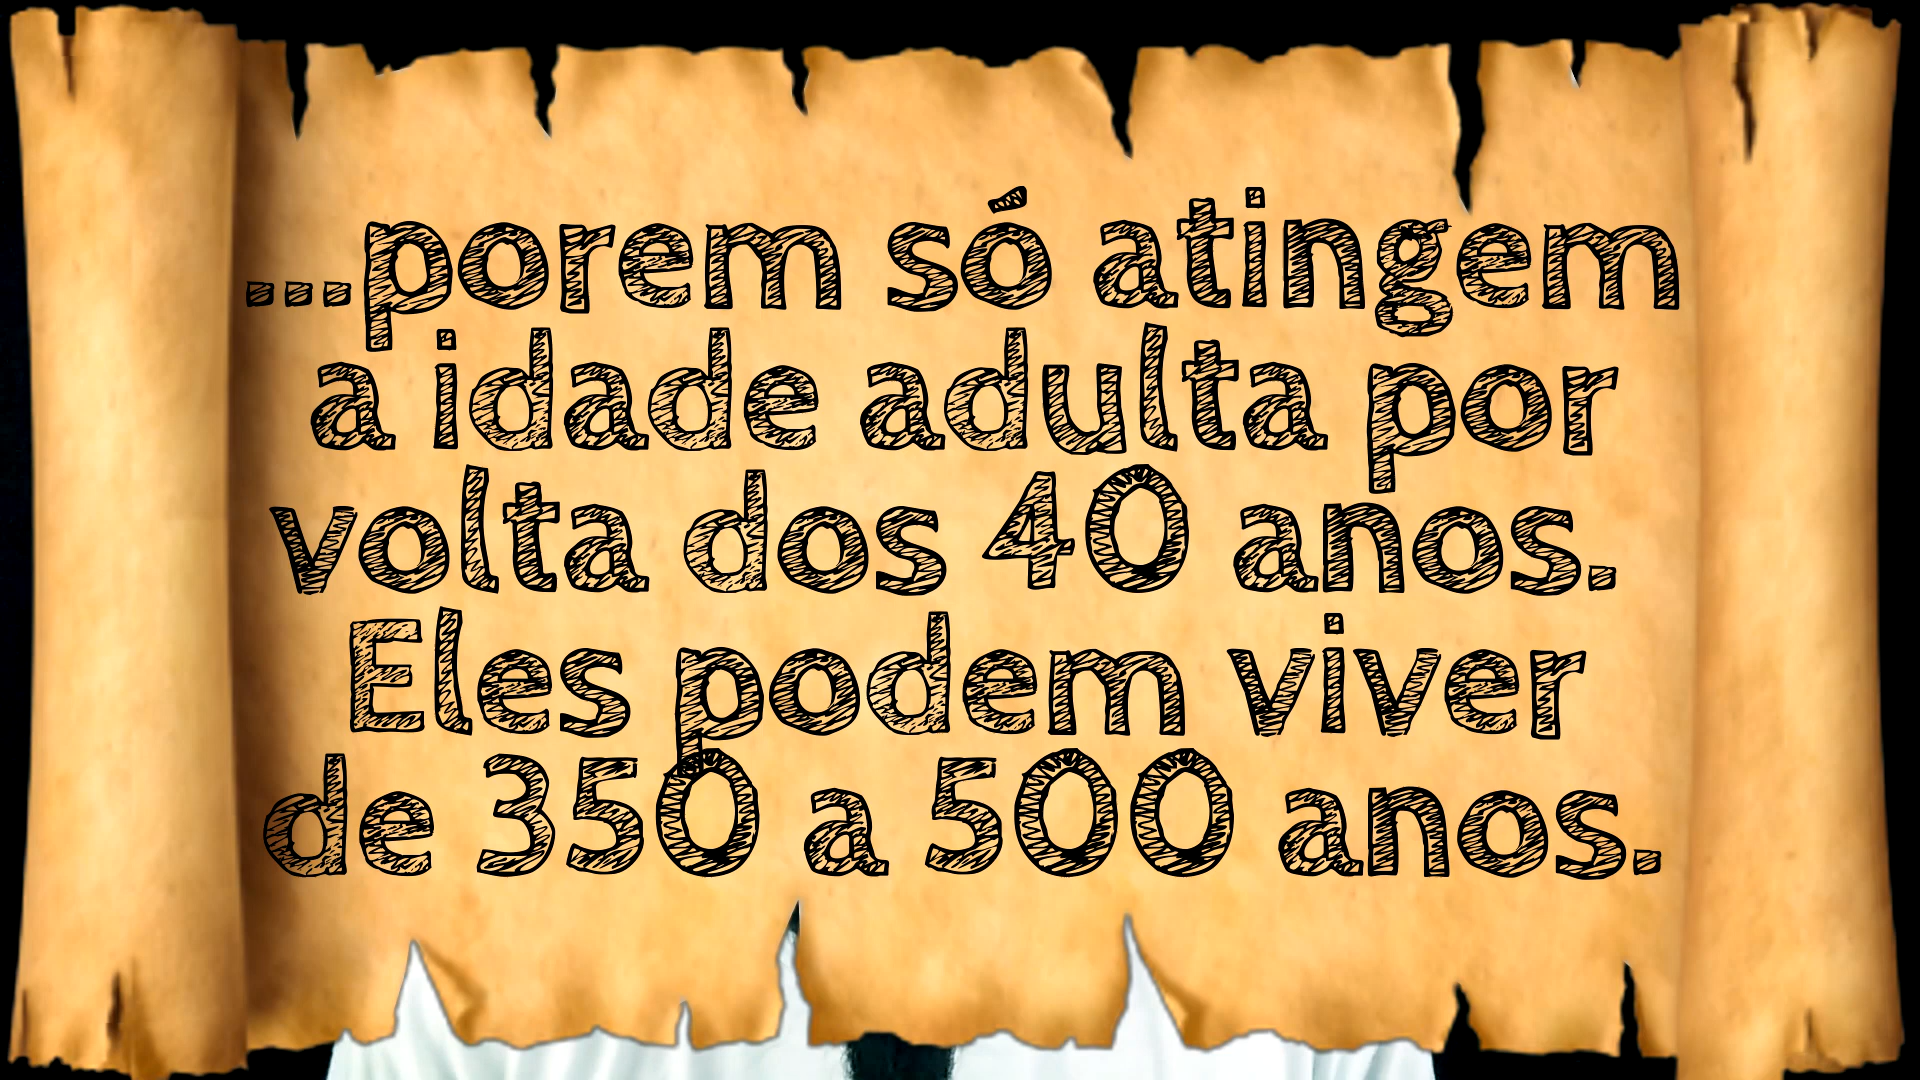 ...porem só atingem
a idade adulta por
volta dos 40 anos.
Eles podem viver
de 350 a 500 anos.